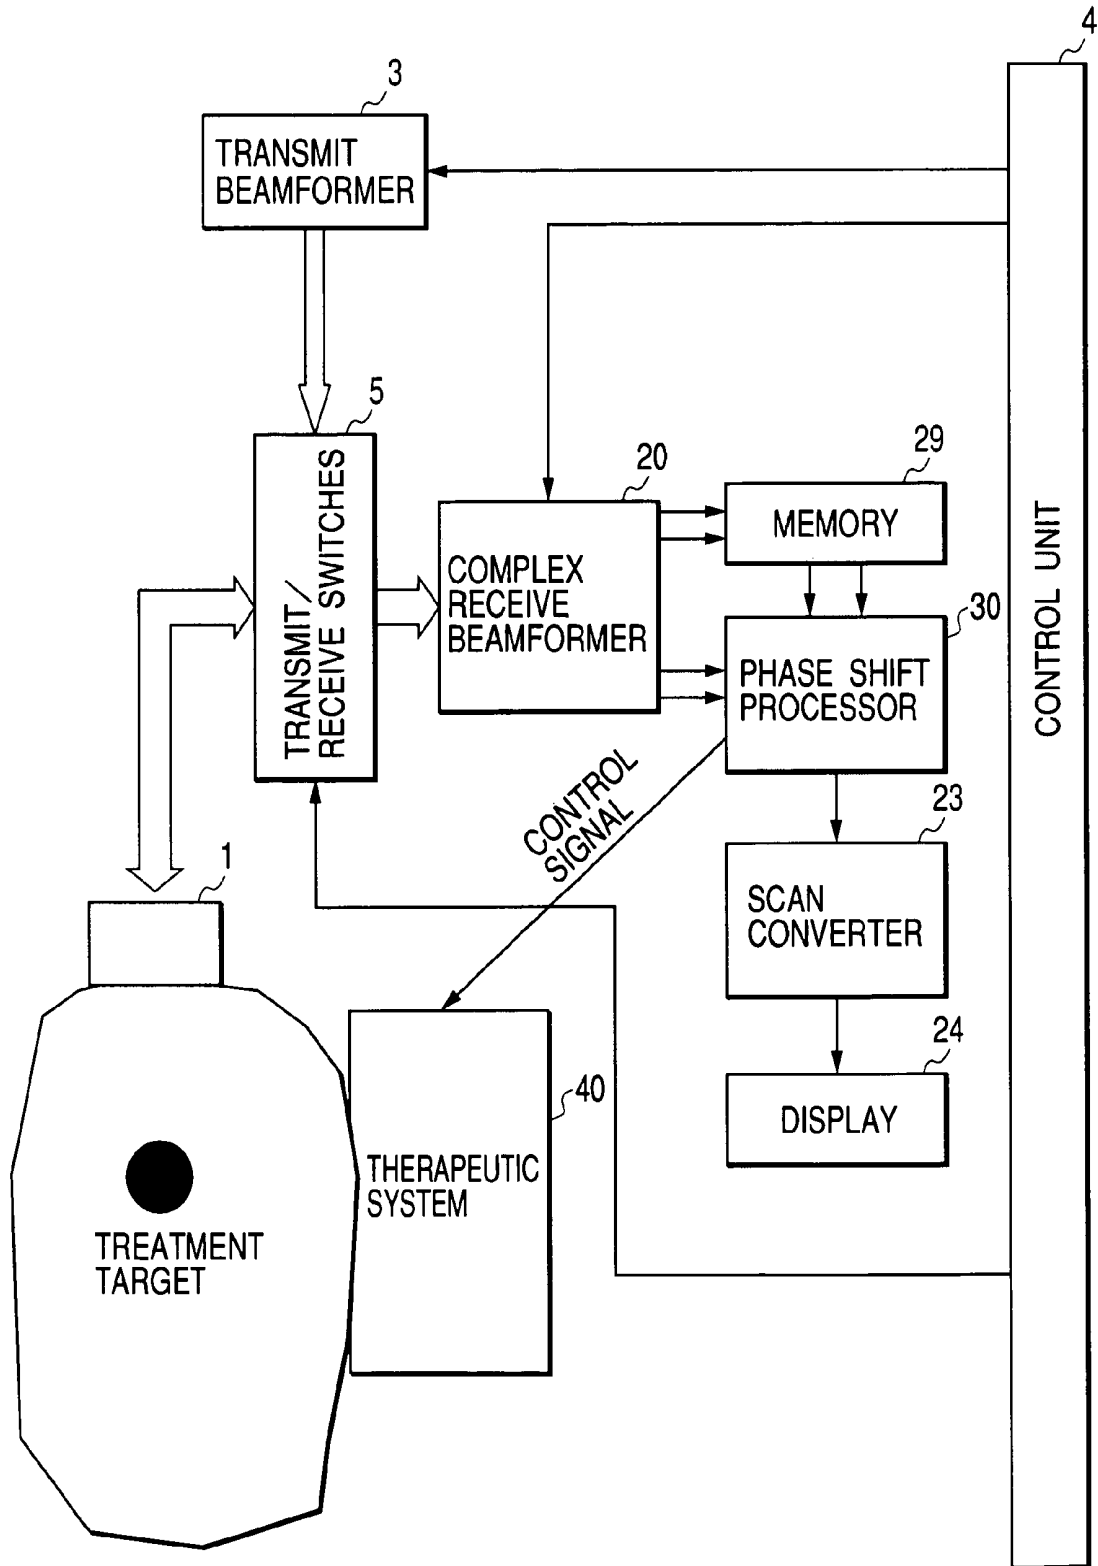 4
3
TRANSMIT
BEAMFORMER
5
TRANSMIT/
RECEIVE SWITCHES
20
COMPLEX
RECEIVE
BEAMFORMER
29
MEMORY
30
PHASE SHIFT
PROCESSOR
CONTROL UNIT
CONTROL
SIGNAL
23
SCAN
CONVERTER
1
24
DISPLAY
40
THERAPEUTIC
SYSTEM
TREATMENT
TARGET